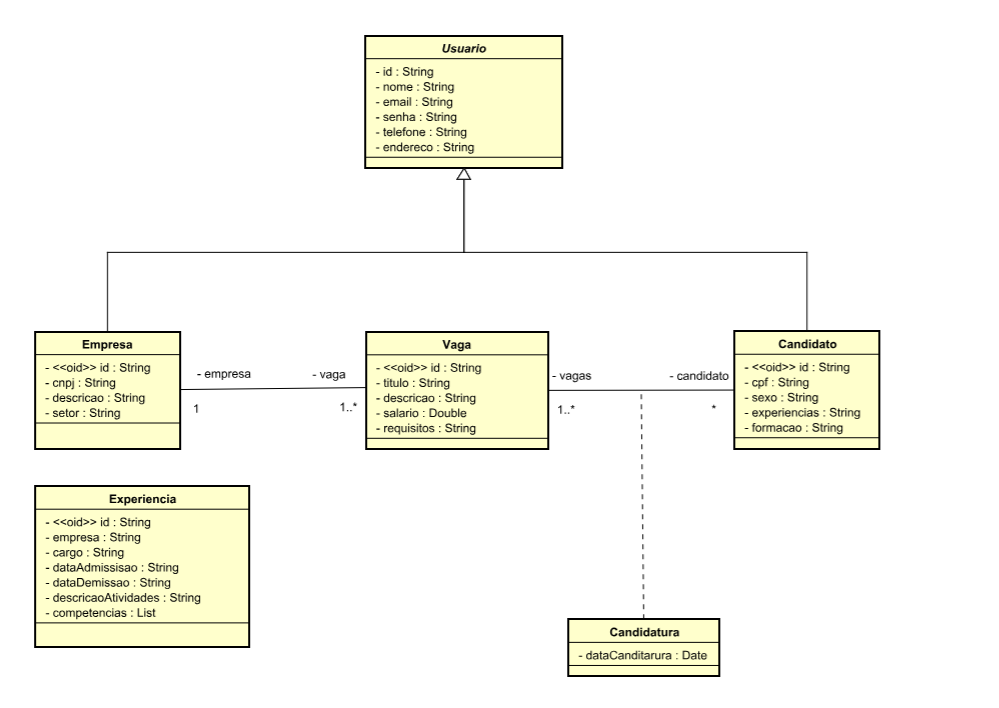 Usuario
- id : String
- nome : String
- email : String
- senha : String
- telefone : String
- endereco : String
Empresa
- <<oid>> id : String
- cnpj : String
- descricao : String
- setor : String
- empresa
1
- vaga
1..*
Vaga
- <<oid>> id : String
- titulo : String
- descricao : String
- salario : Double
- requisitos : String
- vagas
1..*
- candidato
*
Candidato
- <<oid>> id : String
- cpf : String
- sexo : String
- experiencias : String
- formacao : String
Experiencia
- <<oid>> id : String
- empresa : String
- cargo : String
- dataAdmissisao : String
- dataDemissao : String
- descricaoAtividades : String
- competencias : List
Candidatura
- dataCanditarura : Date